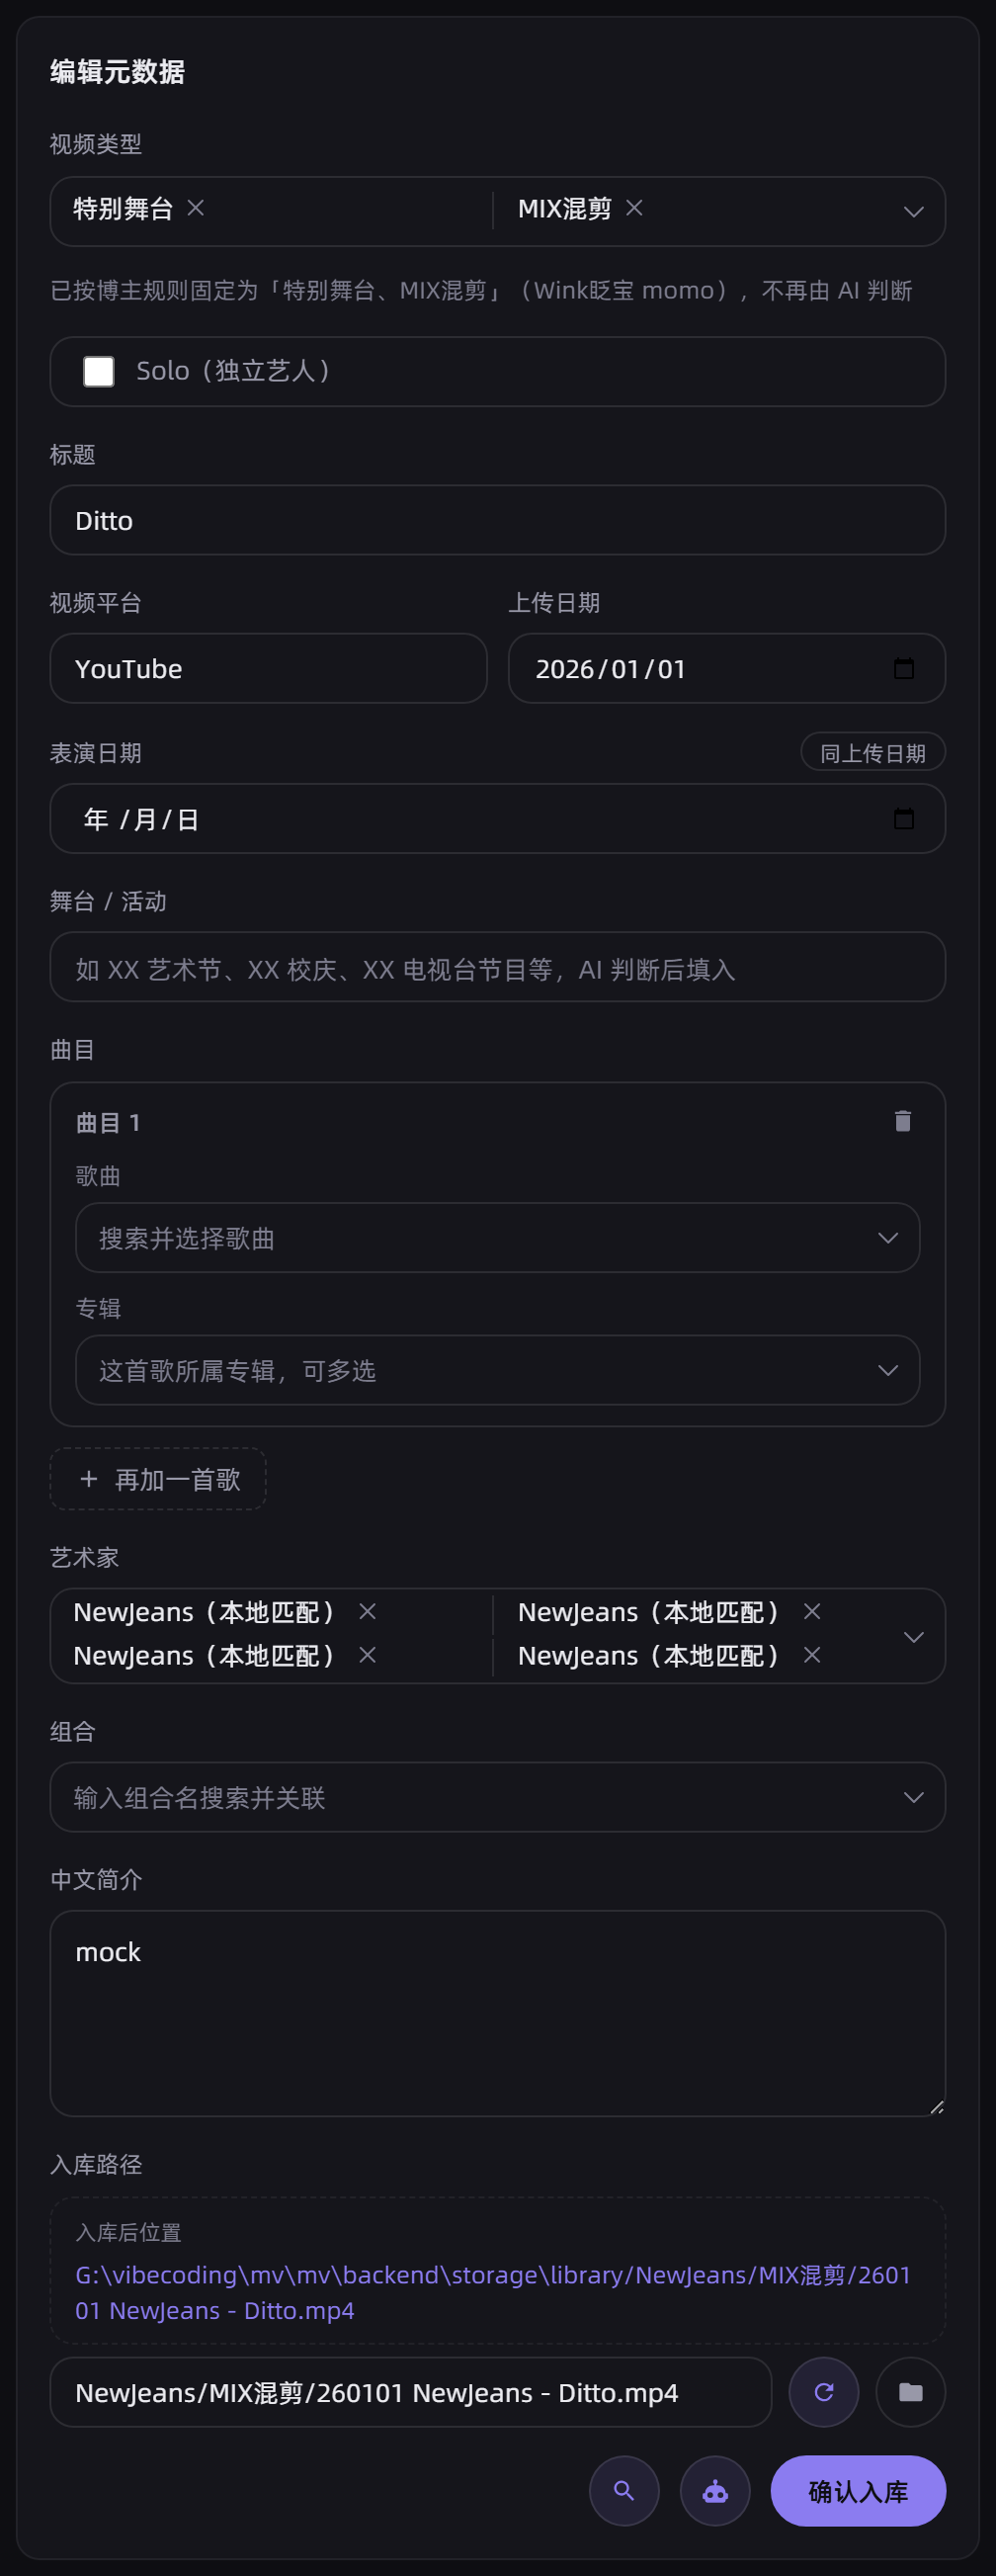 编辑元数据
视频类型
特别舞台 × MIX混剪 ×
已按博主规则固定为「特别舞台、MIX混剪」（Wink眨宝 momo），不再由 AI 判断
Solo（独立艺人）
标题
Ditto
视频平台 上传日期
YouTube 2026/01/01
表演日期 同上传日期
年 /月/日
舞台 / 活动
如 XX 艺术节、XX 校庆、XX 电视台节目等，AI 判断后填入
曲目
曲目 1
歌曲
搜索并选择歌曲
专辑
这首歌所属专辑，可多选
+ 再加一首歌
艺术家
NewJeans（本地匹配） × NewJeans（本地匹配） ×
NewJeans（本地匹配） × NewJeans（本地匹配） ×
组合
输入组合名搜索并关联
中文简介
mock
入库路径
入库后位置
G:\vibecoding\mv\mv\backend\storage\library/NewJeans/MIX混剪/2601
01 NewJeans - Ditto.mp4
NewJeans/MIX混剪/260101 NewJeans - Ditto.mp4
确认入库